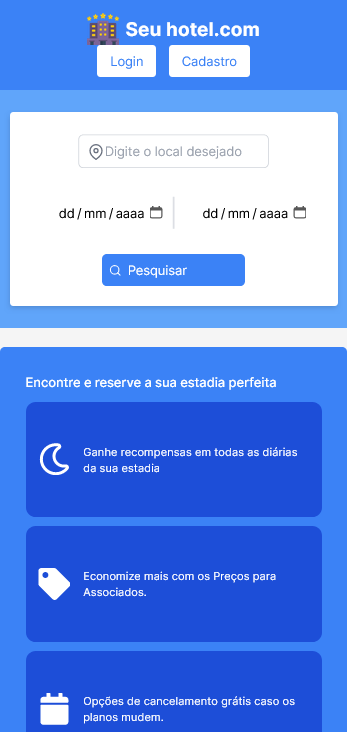 Seu hotel.com
Login Cadastro
Digite o local desejado
dd/mm/aaaa dd/mm/aaaa
Pesquisar
Encontre e reserve a sua estadia perfeita
Ganhe recompensas em todas as diárias
da sua estadia
Economize mais com os Preços para
Associados.
Opções de cancelamento grátis caso os
planos mudem.